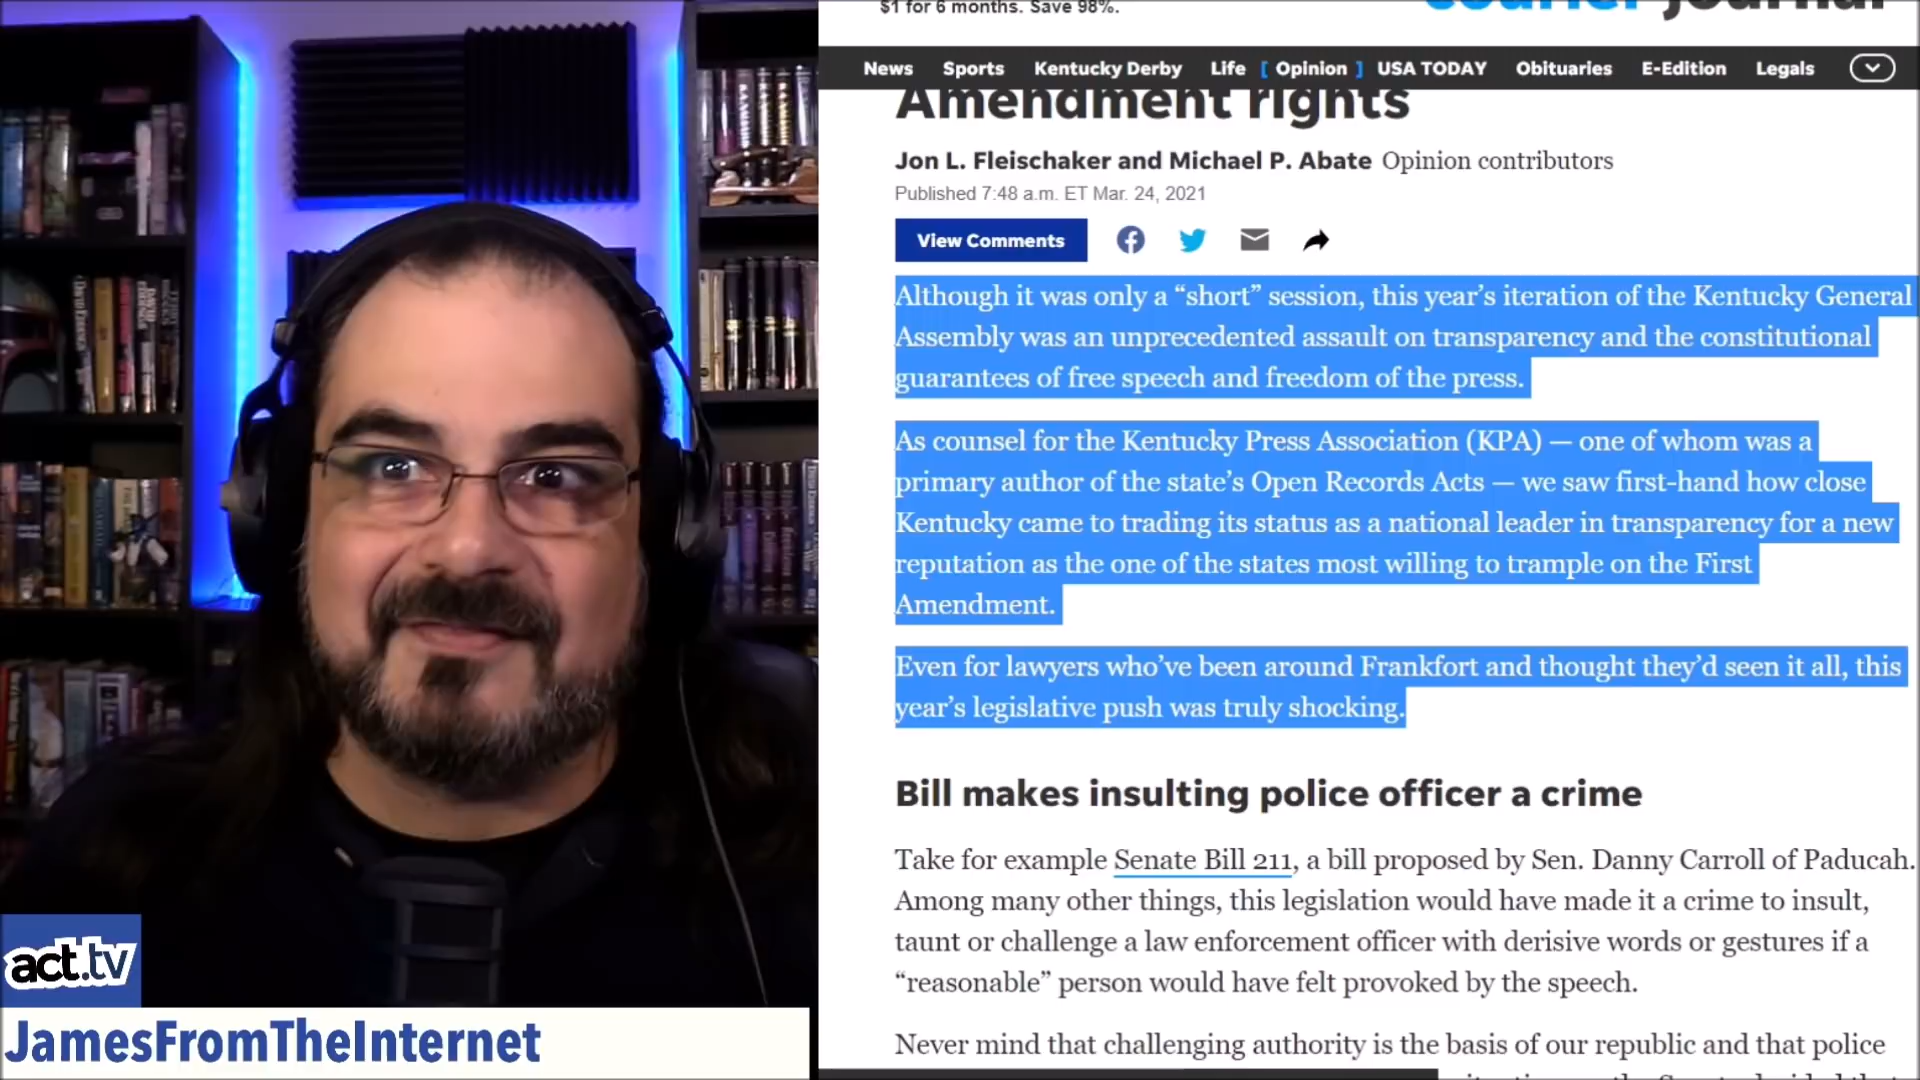 $1 for 6 months. Save 98%.
courier journal
News Sports Kentucky Derby Life [ Opinion ] USA TODAY Obituaries E-Edition Legals
Amendment rights
Jon L. Fleischaker and Michael P. Abate Opinion contributors
Published 7:48 a.m. ET Mar. 24, 2021
View Comments
Although it was only a “short” session, this year’s iteration of the Kentucky General
Assembly was an unprecedented assault on transparency and the constitutional
guarantees of free speech and freedom of the press.
As counsel for the Kentucky Press Association (KPA) — one of whom was a
primary author of the state’s Open Records Acts — we saw first-hand how close
Kentucky came to trading its status as a national leader in transparency for a new
reputation as the one of the states most willing to trample on the First
Amendment.
Even for lawyers who’ve been around Frankfort and thought they’d seen it all, this
year’s legislative push was truly shocking.
Bill makes insulting police officer a crime
Take for example Senate Bill 211, a bill proposed by Sen. Danny Carroll of Paducah.
Among many other things, this legislation would have made it a crime to insult,
taunt or challenge a law enforcement officer with derisive words or gestures if a
“reasonable” person would have felt provoked by the speech.
Never mind that challenging authority is the basis of our republic and that police
act.tv
JamesFromTheInternet